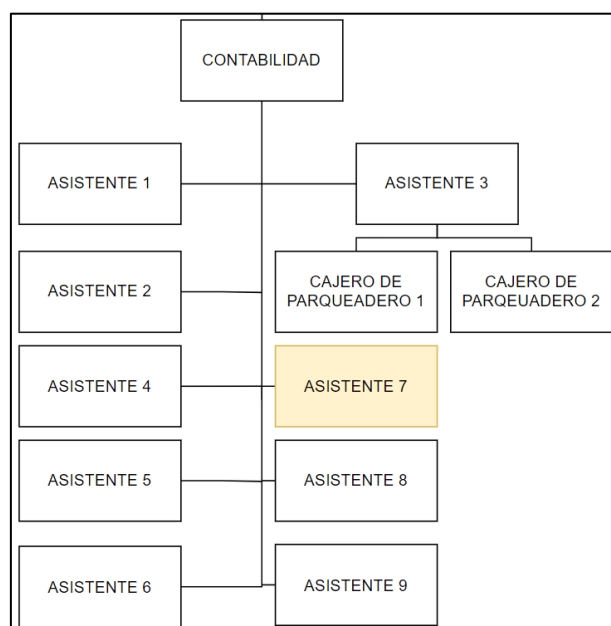 CONTABILIDAD
ASISTENTE 1
ASISTENTE 3
ASISTENTE 2
CAJERO DE
PARQUEADERO 1
CAJERO DE
PARQEUADERO 2
ASISTENTE 4
ASISTENTE 7
ASISTENTE 5
ASISTENTE 8
ASISTENTE 6
ASISTENTE 9